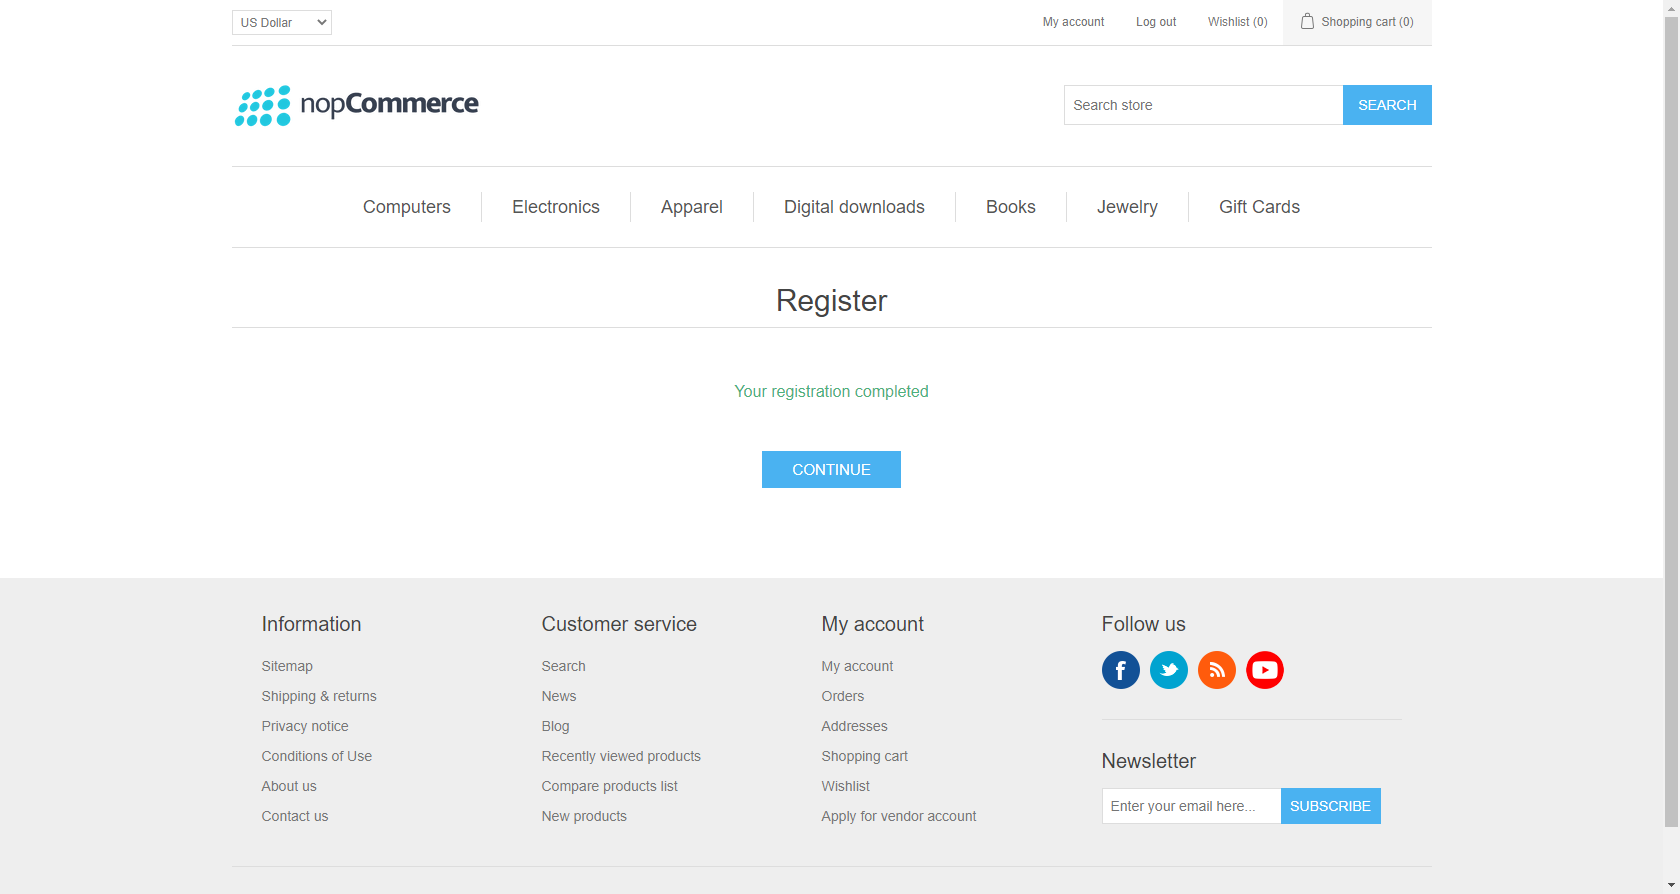 US Dollar
My account
Log out
Wishlist (0)
Shopping cart (0)
nopCommerce
Search store
SEARCH
Computers
Electronics
Apparel
Digital downloads
Books
Jewelry
Gift Cards
Register
Your registration completed
CONTINUE
Information
Sitemap
Shipping & returns
Privacy notice
Conditions of Use
About us
Contact us
Customer service
Search
News
Blog
Recently viewed products
Compare products list
New products
My account
My account
Orders
Addresses
Shopping cart
Wishlist
Apply for vendor account
Follow us
Newsletter
Enter your email here...
SUBSCRIBE